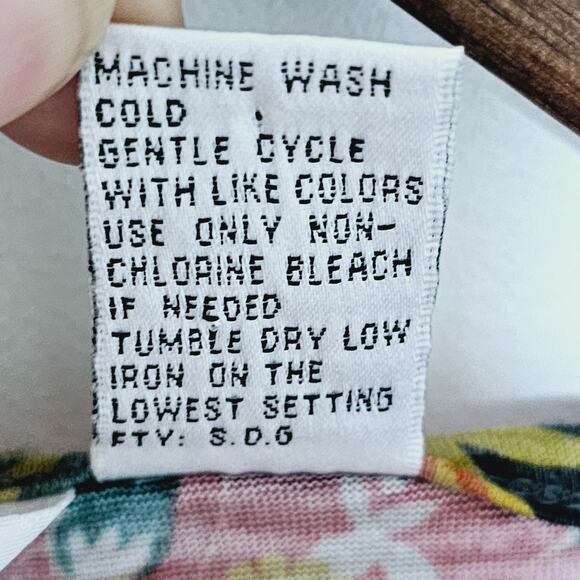 MACHINE WASH
COLD
GENTLE CYCLE
WITH LIKE COLORS
USE ONLY NON-
CHLORINE BLEACH
IF NEEDED
TUMBLE DRY LOW
IRON ON THE
LOWEST SETTING
FTY: S.D.G